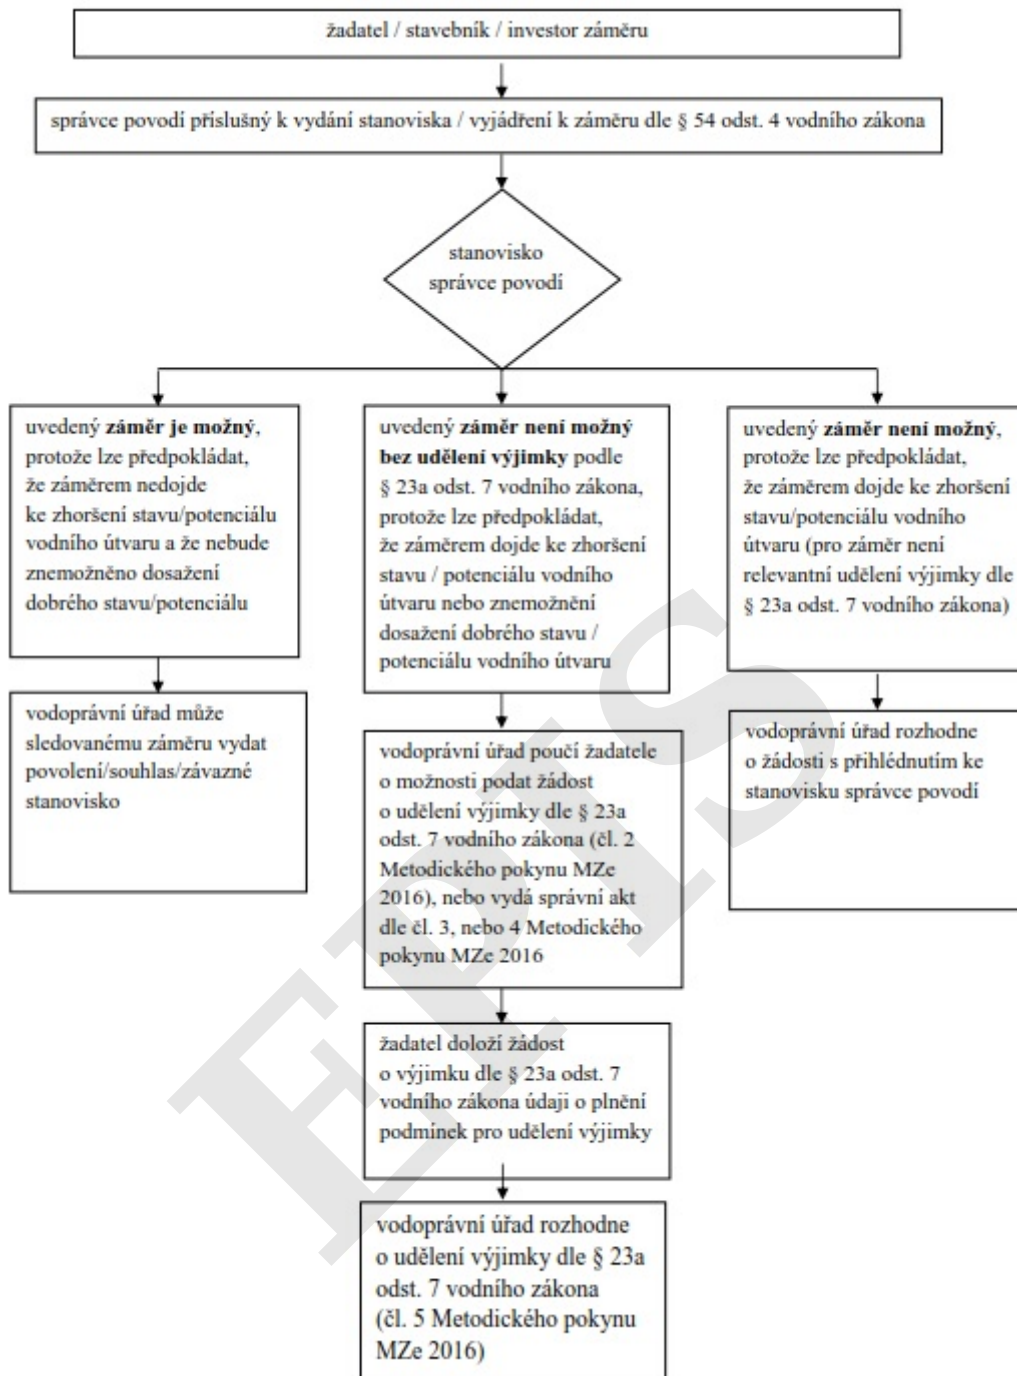 žadatel / stavebník / investor záměru
správce povodí příslušný k vydání stanoviska / vyjádření k záměru dle § 54 odst. 4 vodního zákona
stanovisko
správce povodí
uvedený záměr je možný,
protože lze předpokládat,
že záměrem nedojde
ke zhoršení stavu/potenciálu
vodního útvaru a že nebude
znemožněno dosažení
dobrého stavu/potenciálu
vodoprávní úřad může
sledovanému záměru vydat
povolení/souhlas/závazné
stanovisko
uvedený záměr není možný
bez udělení výjimky podle
§ 23a odst. 7 vodního zákona,
protože lze předpokládat,
že záměrem dojde ke zhoršení
stavu / potenciálu vodního
útvaru nebo znemožnění
dosažení dobrého stavu /
potenciálu vodního útvaru
vodoprávní úřad poučí žadatele
o možnosti podat žádost
o udělení výjimky dle § 23a
odst. 7 vodního zákona (čl. 2
Metodického pokynu MZe
2016), nebo vydá správní akt
dle čl. 3, nebo 4 Metodického
pokynu MZe 2016
žadatel doloží žádost
o výjimku dle § 23a odst. 7
vodního zákona údaji o plnění
podmínek pro udělení výjimky
vodoprávní úřad rozhodne
o udělení výjimky dle § 23a
odst. 7 vodního zákona
(čl. 5 Metodického pokynu
MZe 2016)
uvedený záměr není možný,
protože lze předpokládat,
že záměrem dojde ke zhoršení
stavu/potenciálu vodního
útvaru (pro záměr není
relevantní udělení výjimky dle
§ 23a odst. 7 vodního zákona)
vodoprávní úřad rozhodne
o žádosti s přihlédnutím ke
stanovisku správce povodí
EPIS